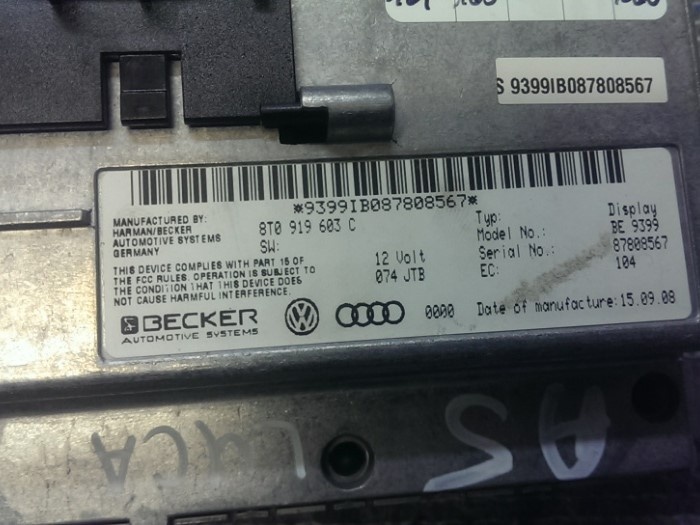 S 9399IB087808567
*9399IB087808567*
MANUFACTURED BY:
HARMAN/BECKER
AUTOMOTIVE SYSTEMS
GERMANY
8T0 919 603 C
SW:
Typ: Display
Model No.: BE 9399
Serial No.: 87808567
EC: 104
12 Volt
074 JTB
THIS DEVICE COMPLIES WITH PART 15 OF
THE FCC RULES. OPERATION IS SUBJECT TO
THE CONDITION THAT THIS DEVICE DOES
NOT CAUSE HARMFUL INTERFERENCE.
BECKER
AUTOMOTIVE SYSTEMS
0000
Date of manufacture: 15.09.08